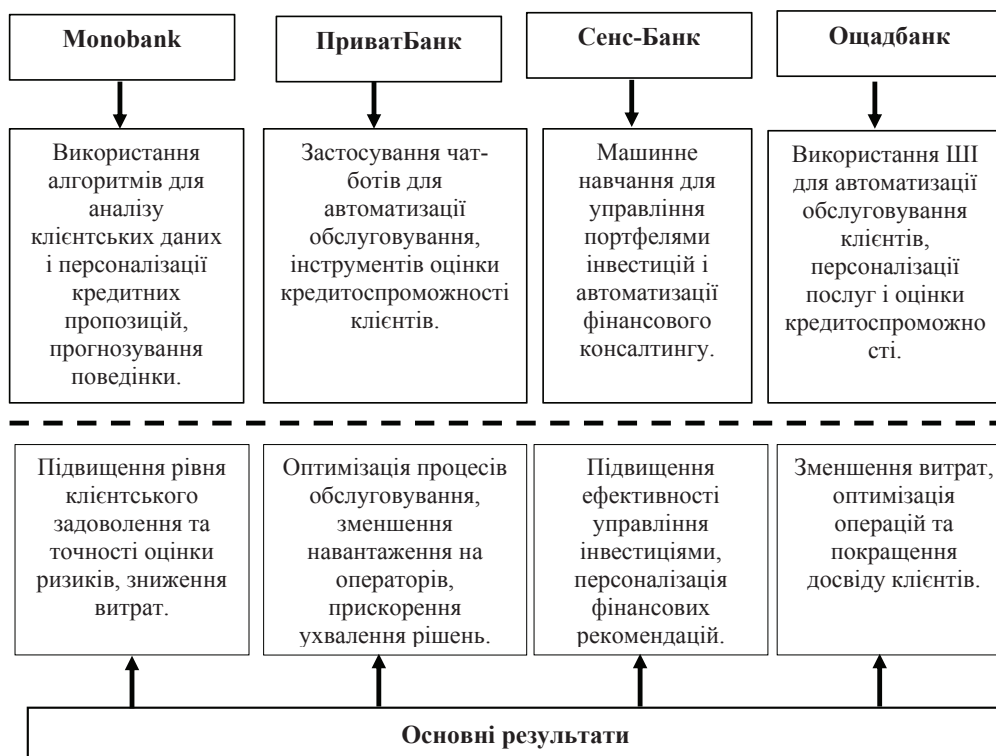 Monobank
ПриватБанк
Сенс-Банк
Ощадбанк
Використання
алгоритмів для
аналізу
клієнтських даних
і персоналізації
кредитних
пропозицій,
прогнозування
поведінки.
Застосування чат-
ботів для
автоматизації
обслуговування,
інструментів оцінки
кредитоспроможності
клієнтів.
Машинне
навчання для
управління
портфелями
інвестицій і
автоматизації
фінансового
консалтингу.
Використання ШІ
для автоматизації
обслуговування
клієнтів,
персоналізації
послуг і оцінки
кредитоспроможно
сті.
Підвищення рівня
клієнтського
задоволення та
точності оцінки
ризиків, зниження
витрат.
Оптимізація процесів
обслуговування,
зменшення
навантаження на
операторів,
прискорення
ухвалення рішень.
Підвищення
ефективності
управління
інвестиціями,
персоналізація
фінансових
рекомендацій.
Зменшення витрат,
оптимізація
операцій та
покращення
досвіду клієнтів.
Основні результати